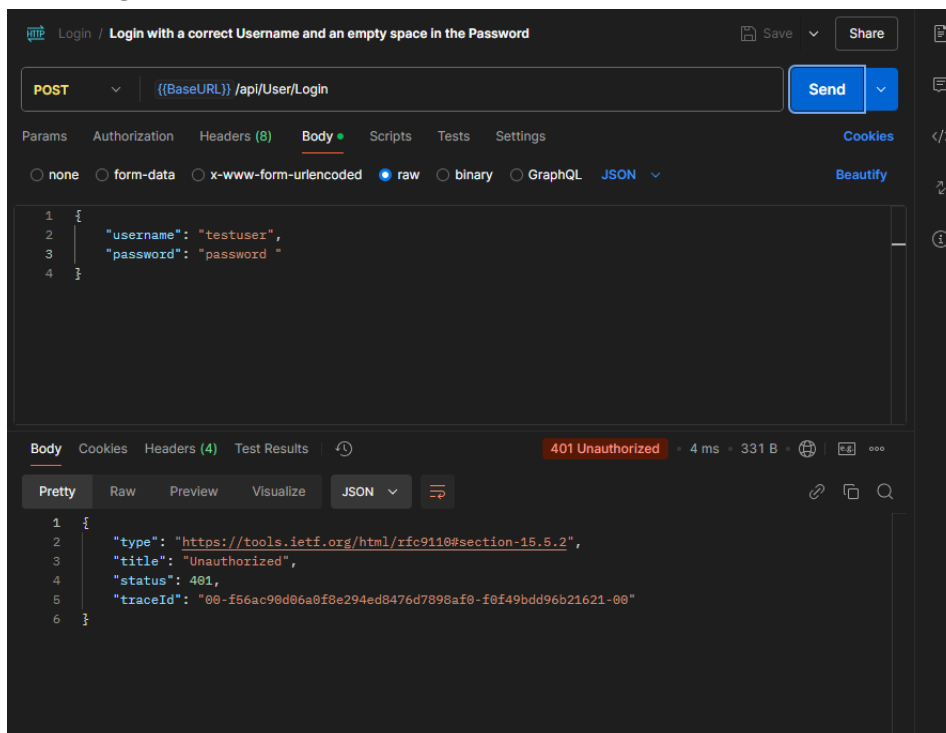 HTTP Login / Login with a correct Username and an empty space in the Password Save Share
POST {{BaseURL}} /api/User/Login Send
Params Authorization Headers (8) Body Scripts Tests Settings Cookies
none form-data x-www-form-urlencoded raw binary GraphQL JSON Beautify
1 {
2 "username": "testuser",
3 "password": "password "
4 }
Body Cookies Headers (4) Test Results 401 Unauthorized 4 ms 331 B e.g.
Pretty Raw Preview Visualize JSON
1 {
2 "type": "https://tools.ietf.org/html/rfc9110#section-15.5.2",
3 "title": "Unauthorized",
4 "status": 401,
5 "traceId": "00-f56ac90d06a0f8e294ed8476d7898af0-f0f49bdd96b21621-00"
6 }